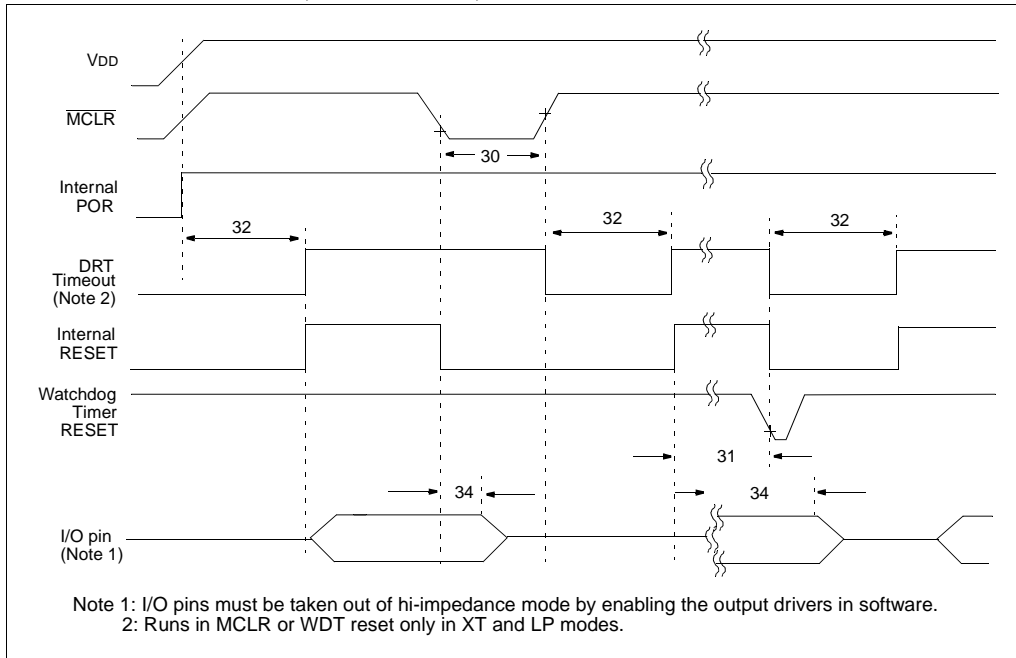 VDD
MCLR
30
Internal
POR
32
32
32
DRT
Timeout
(Note 2)
Internal
RESET
Watchdog
Timer
RESET
31
34
34
I/O pin
(Note 1)
Note 1: I/O pins must be taken out of hi-impedance mode by enabling the output drivers in software.
2: Runs in MCLR or WDT reset only in XT and LP modes.